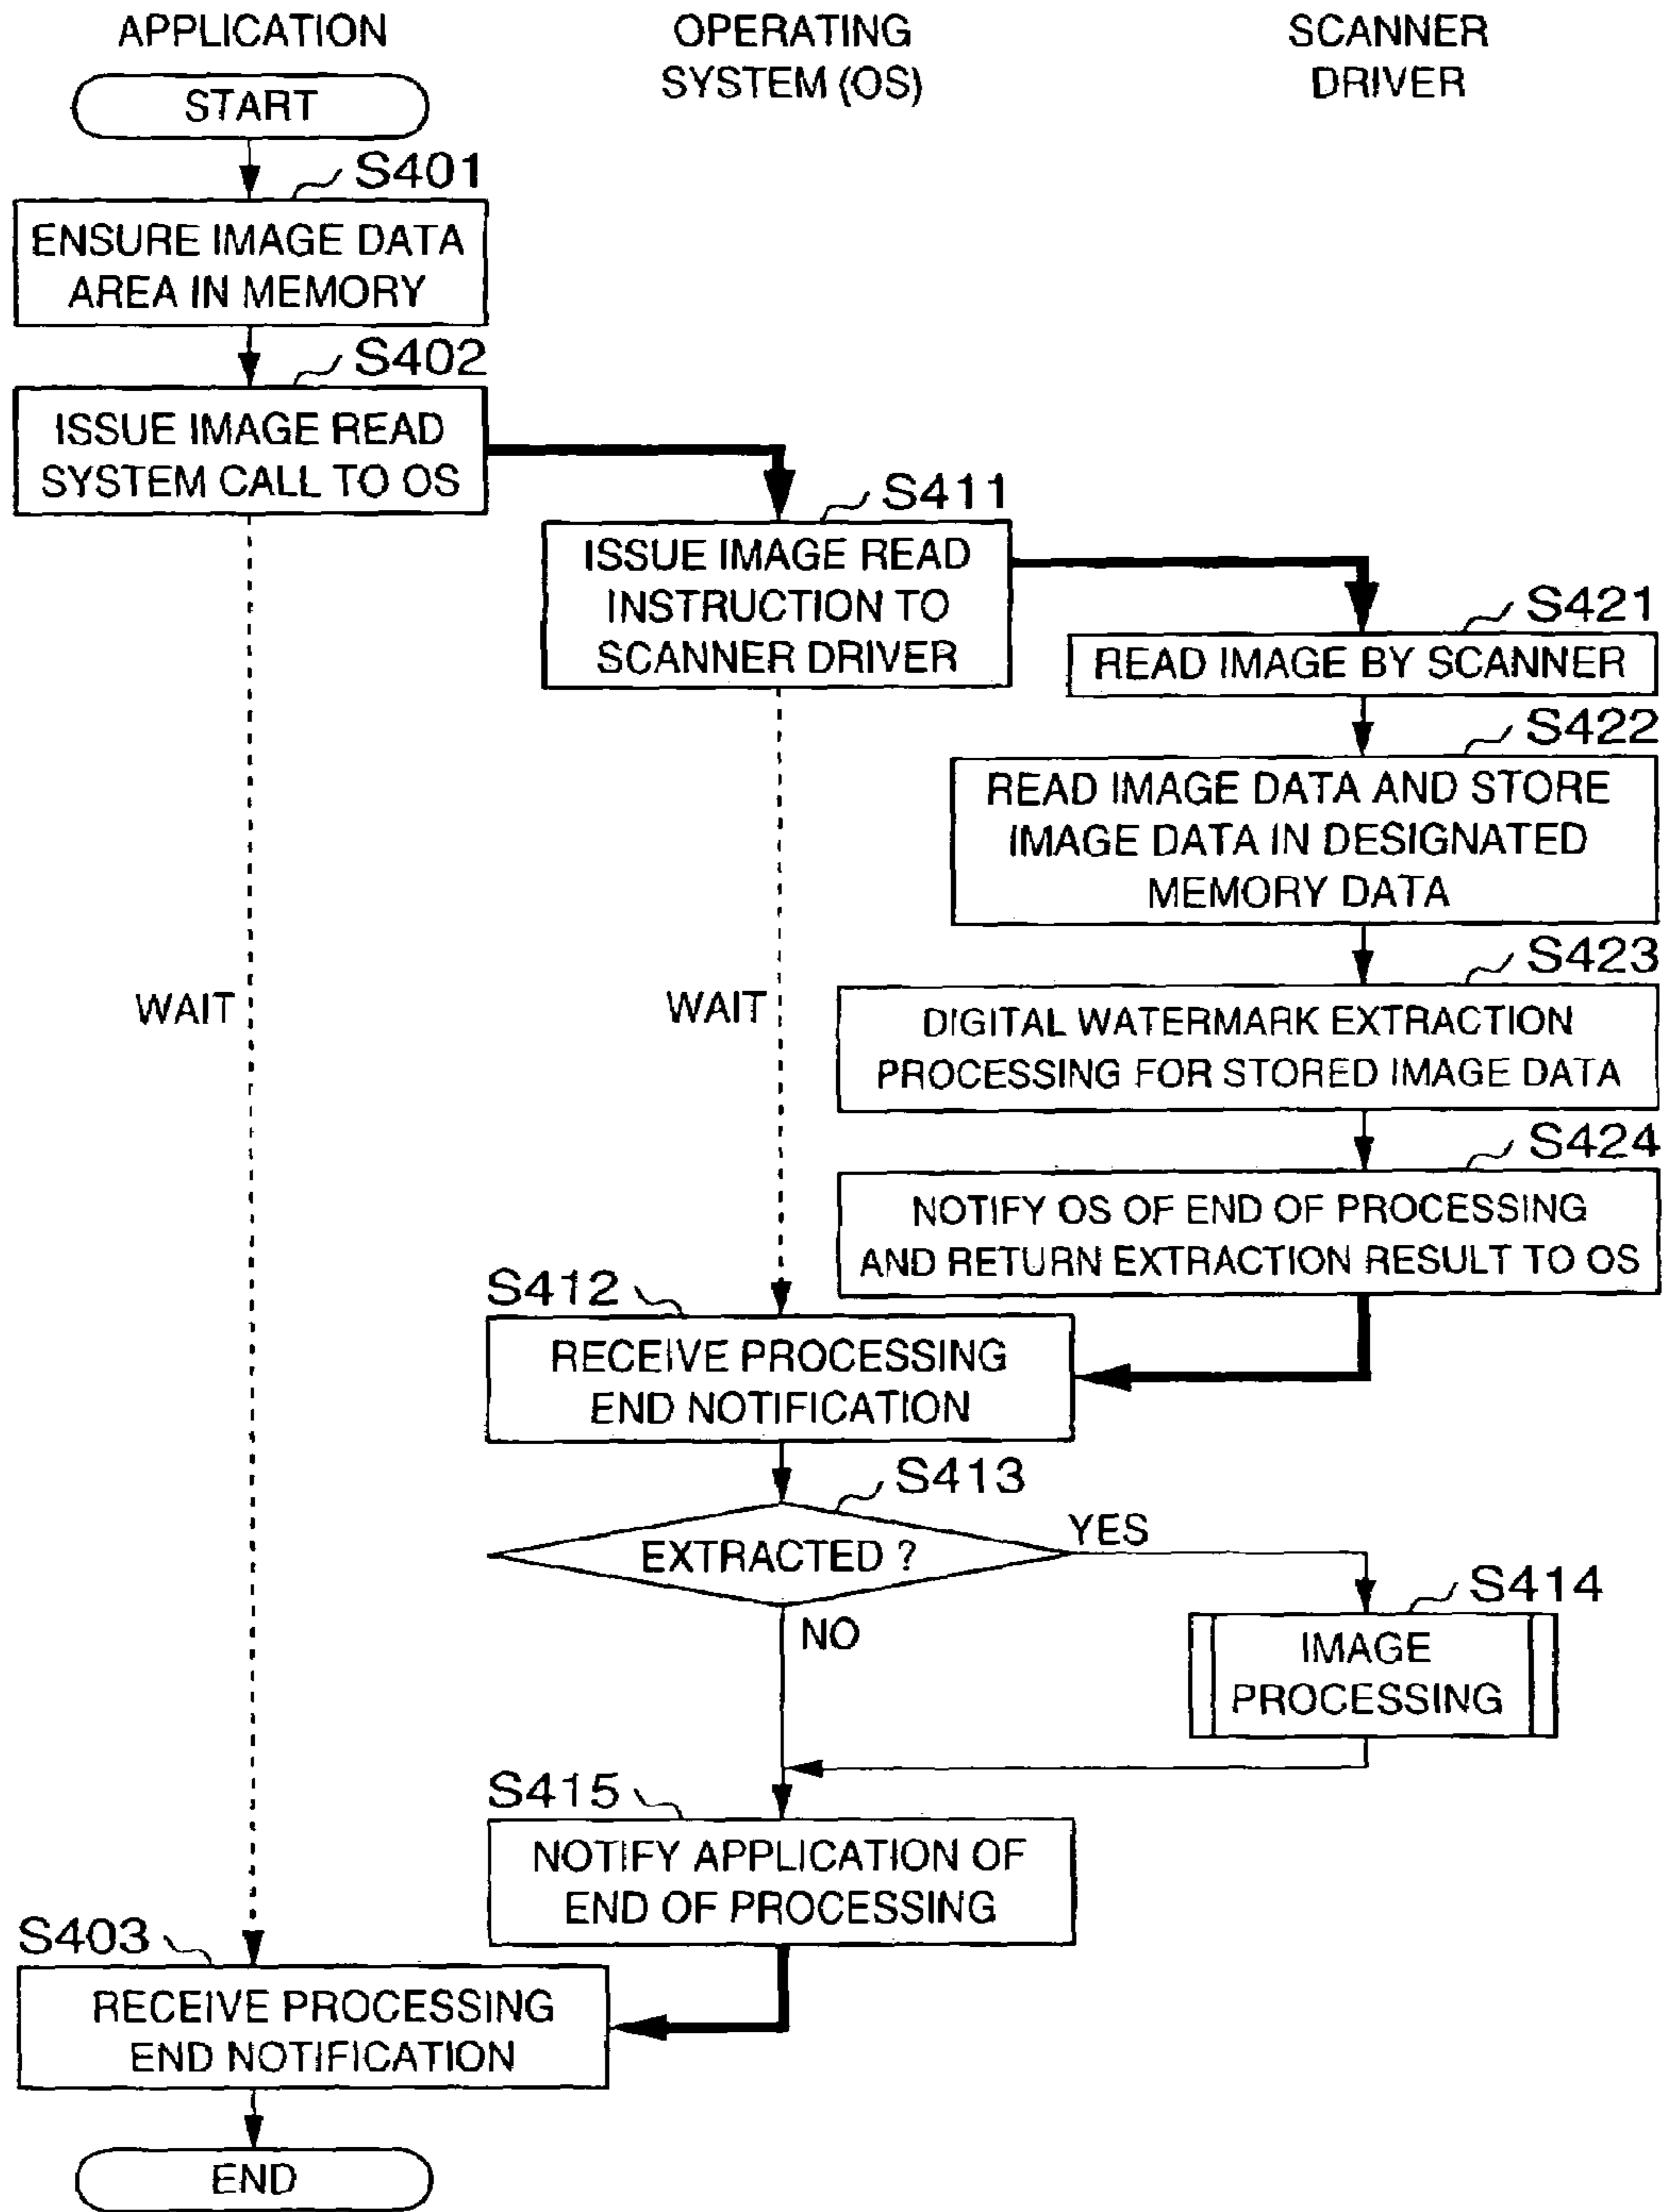 APPLICATION
OPERATING
SYSTEM (OS)
SCANNER
DRIVER
START
S401
ENSURE IMAGE DATA
AREA IN MEMORY
S402
ISSUE IMAGE READ
SYSTEM CALL TO OS
S411
ISSUE IMAGE READ
INSTRUCTION TO
SCANNER DRIVER
S421
READ IMAGE BY SCANNER
S422
READ IMAGE DATA AND STORE
IMAGE DATA IN DESIGNATED
MEMORY DATA
WAIT
WAIT
S423
DIGITAL WATERMARK EXTRACTION
PROCESSING FOR STORED IMAGE DATA
S424
NOTIFY OS OF END OF PROCESSING
AND RETURN EXTRACTION RESULT TO OS
S412
RECEIVE PROCESSING
END NOTIFICATION
S413
EXTRACTED ?
YES
NO
S414
IMAGE
PROCESSING
S415
NOTIFY APPLICATION OF
END OF PROCESSING
S403
RECEIVE PROCESSING
END NOTIFICATION
END